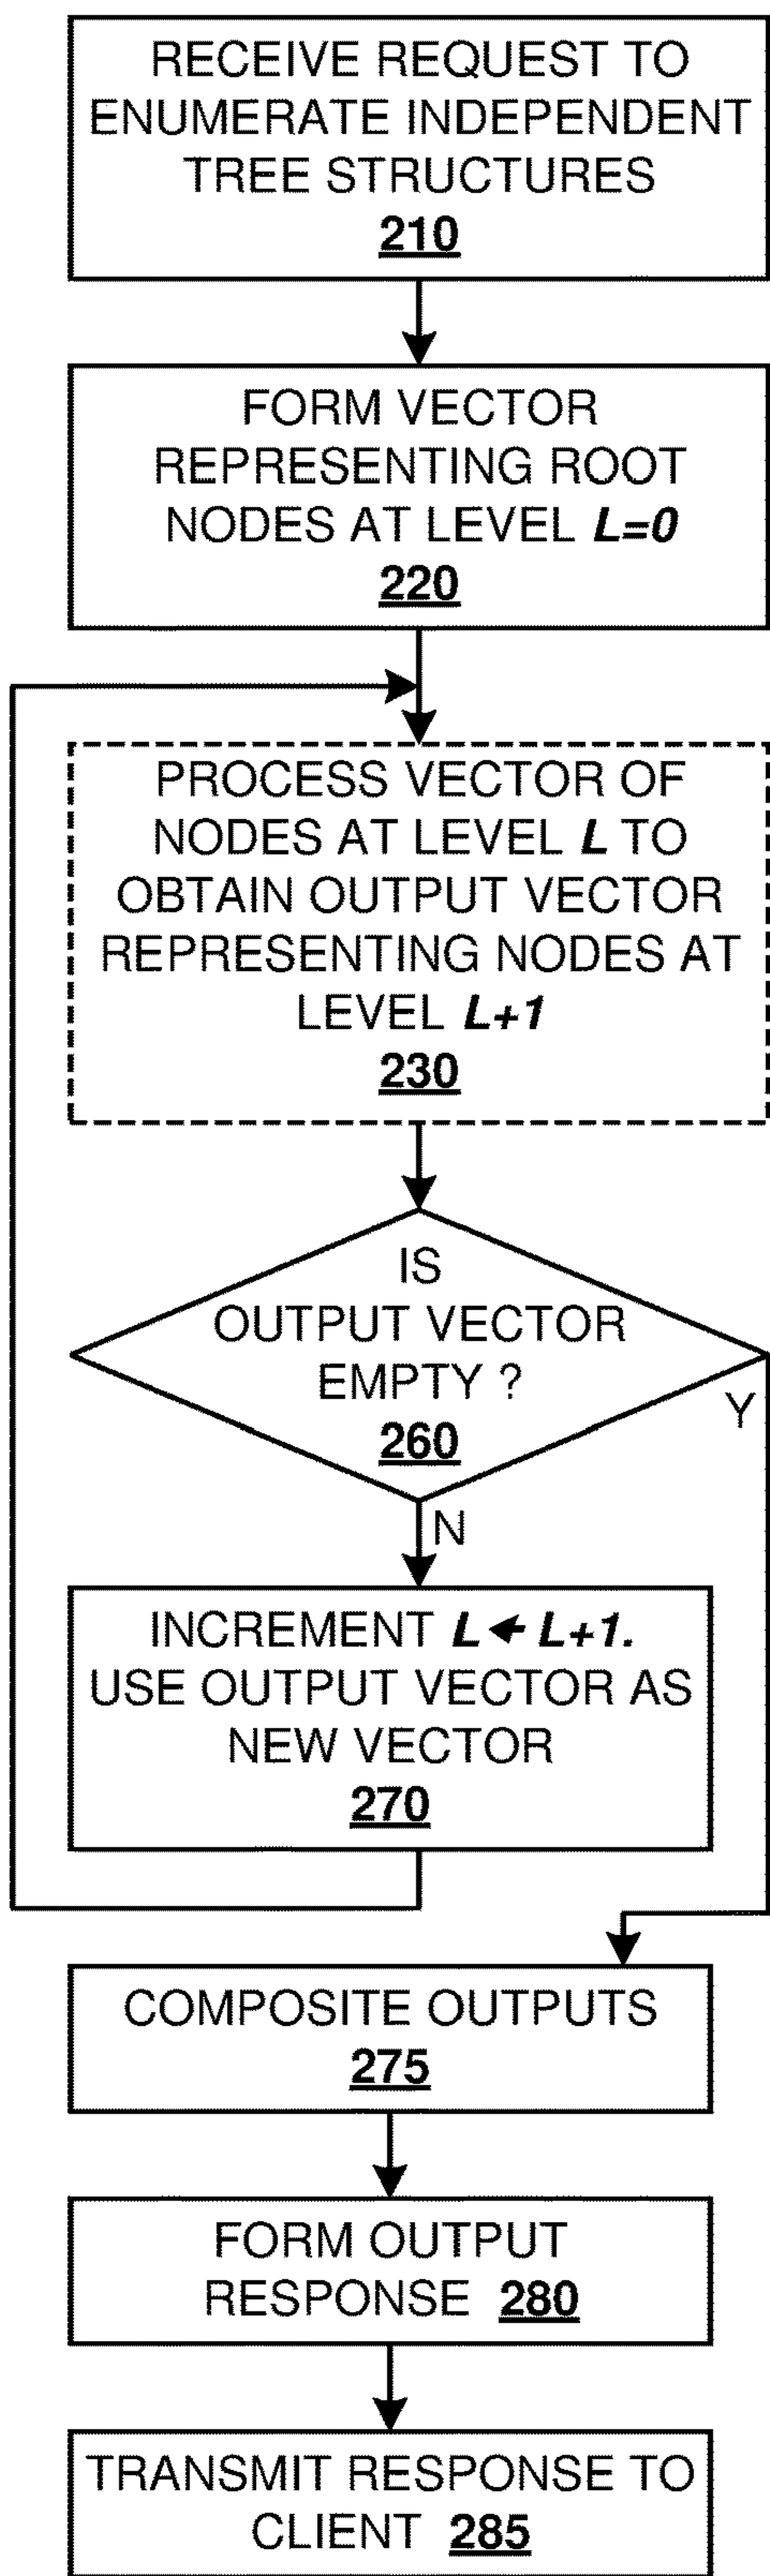 RECEIVE REQUEST TO
ENUMERATE INDEPENDENT
TREE STRUCTURES
210
FORM VECTOR
REPRESENTING ROOT
NODES AT LEVEL L=0
220
PROCESS VECTOR OF
NODES AT LEVEL L TO
OBTAIN OUTPUT VECTOR
REPRESENTING NODES AT
LEVEL L+1
230
IS
OUTPUT VECTOR
EMPTY ?
260
Y
N
INCREMENT L ← L+1.
USE OUTPUT VECTOR AS
NEW VECTOR
270
COMPOSITE OUTPUTS
275
FORM OUTPUT
RESPONSE 280
TRANSMIT RESPONSE TO
CLIENT 285